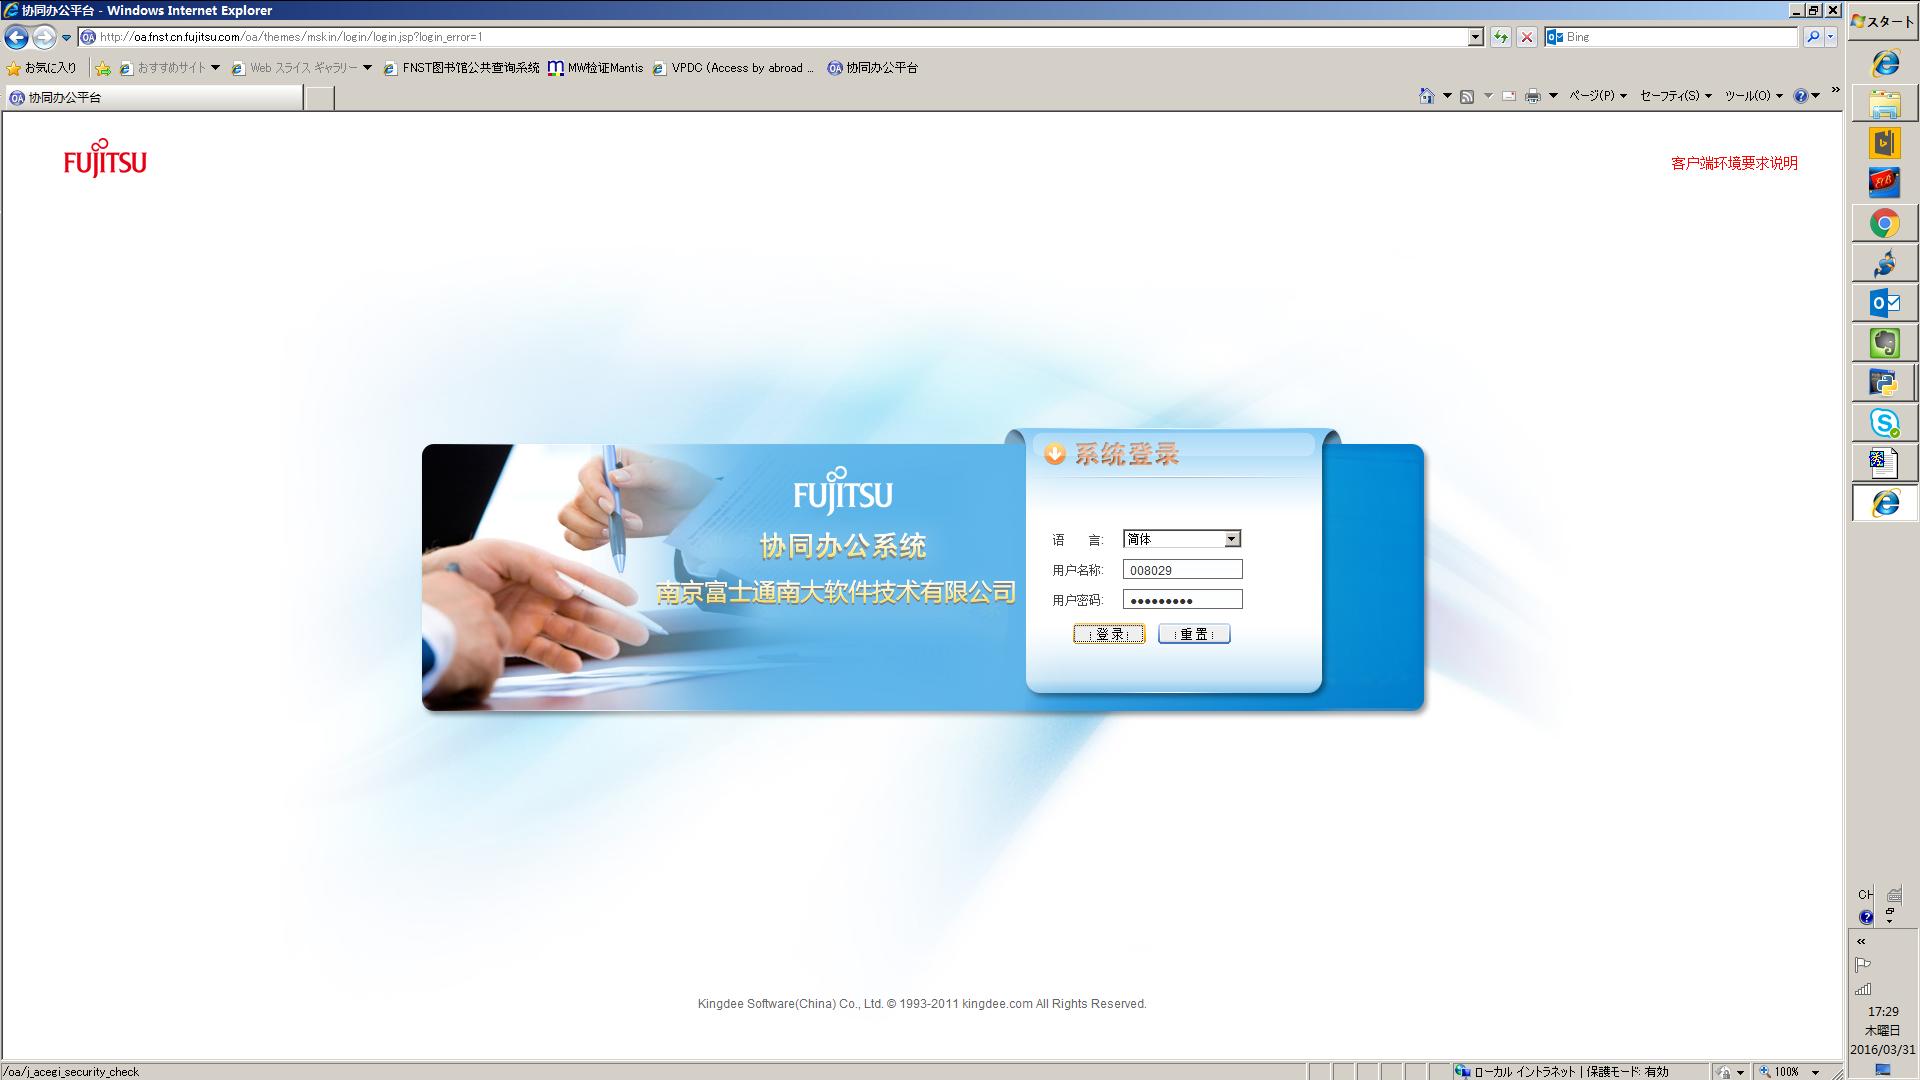 协同办公平台 - Windows Internet Explorer
http://oa.fnst.cn.fujitsu.com/oa/themes/mskin/login/login.jsp?login_error=1
Bing
お気に入り
おすすめサイト
Web スライス ギャラリー
FNST图书馆公共查询系统
MW检证Mantis
VPDC (Access by abroad ...
协同办公平台
协同办公平台
ページ(P)
セーフティ(S)
ツール(O)
スタート
FUJITSU
客户端环境要求说明
系统登录
FUJITSU
协同办公系统
南京富士通南大软件技术有限公司
语 言:
简体
用户名称:
008029
用户密码:
•••••••••
登录
重置
Kingdee Software(China) Co., Ltd. © 1993-2011 kingdee.com All Rights Reserved.
CH
17:29
木曜日
2016/03/31
/oa/j_acegi_security_check
ローカル イントラネット | 保護モード: 有効
100%